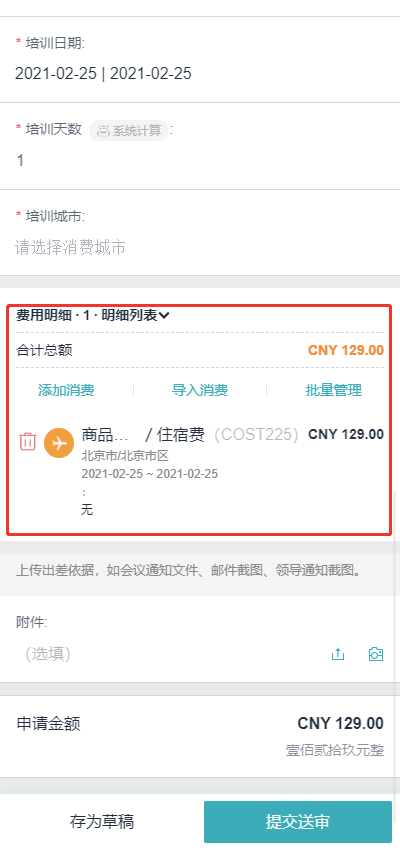 * 培训日期:
2021-02-25 | 2021-02-25
* 培训天数 系统计算 :
1
* 培训城市:
请选择消费城市
费用明细 · 1 · 明细列表
合计总额 CNY 129.00
添加消费 导入消费 批量管理
商品... / 住宿费 (COST225) CNY 129.00
北京市/北京市区
2021-02-25 ~ 2021-02-25
:
无
上传出差依据，如会议通知文件、邮件截图、领导通知截图。
附件:
(选填)
申请金额 CNY 129.00
壹佰贰拾玖元整
存为草稿 提交送审